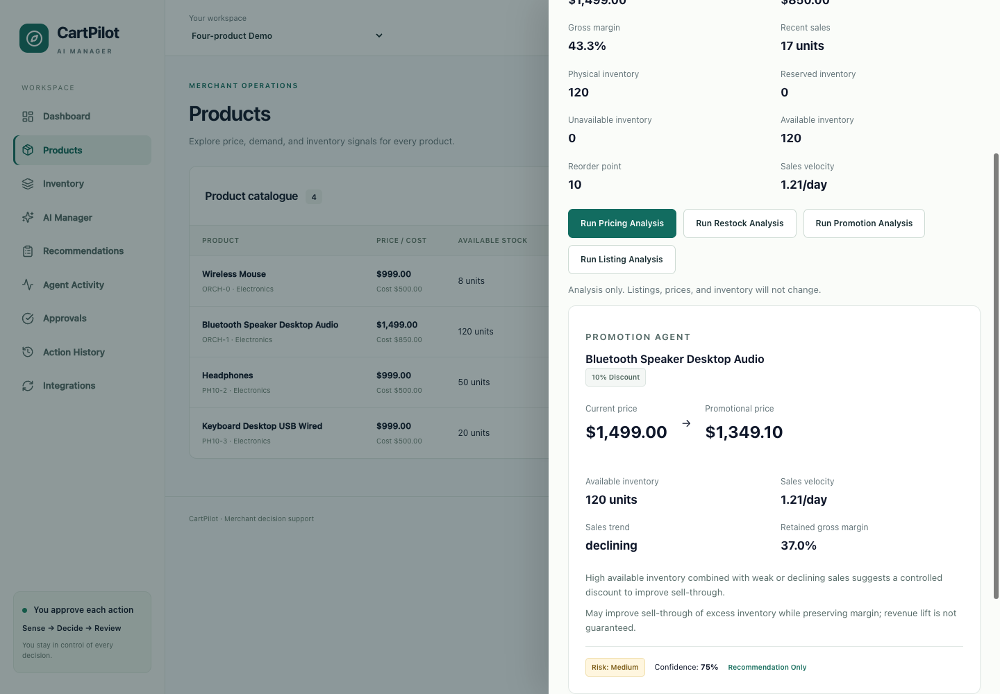 CartPilot
AI MANAGER
WORKSPACE
Dashboard
Products
Inventory
AI Manager
Recommendations
Agent Activity
Approvals
Action History
Integrations
You approve each action
Sense → Decide → Review
You stay in control of every
decision.
Your workspace
Four-product Demo
MERCHANT OPERATIONS
Products
Explore price, demand, and inventory signals for every product.
Product catalogue 4
PRODUCT PRICE / COST AVAILABLE STOCK
Wireless Mouse $999.00 8 units
ORCH-0 · Electronics Cost $500.00
Bluetooth Speaker Desktop Audio $1,499.00 120 units
ORCH-1 · Electronics Cost $850.00
Headphones $999.00 50 units
PH10-2 · Electronics Cost $500.00
Keyboard Desktop USB Wired $999.00 20 units
PH10-3 · Electronics Cost $500.00
CartPilot · Merchant decision support
$1,499.00 $850.00
Gross margin Recent sales
43.3% 17 units
Physical inventory Reserved inventory
120 0
Unavailable inventory Available inventory
0 120
Reorder point Sales velocity
10 1.21/day
Run Pricing Analysis Run Restock Analysis Run Promotion Analysis
Run Listing Analysis
Analysis only. Listings, prices, and inventory will not change.
PROMOTION AGENT
Bluetooth Speaker Desktop Audio
10% Discount
Current price Promotional price
$1,499.00 → $1,349.10
Available inventory Sales velocity
120 units 1.21/day
Sales trend Retained gross margin
declining 37.0%
High available inventory combined with weak or declining sales suggests a controlled
discount to improve sell-through.
May improve sell-through of excess inventory while preserving margin; revenue lift is not
guaranteed.
Risk: Medium Confidence: 75% Recommendation Only